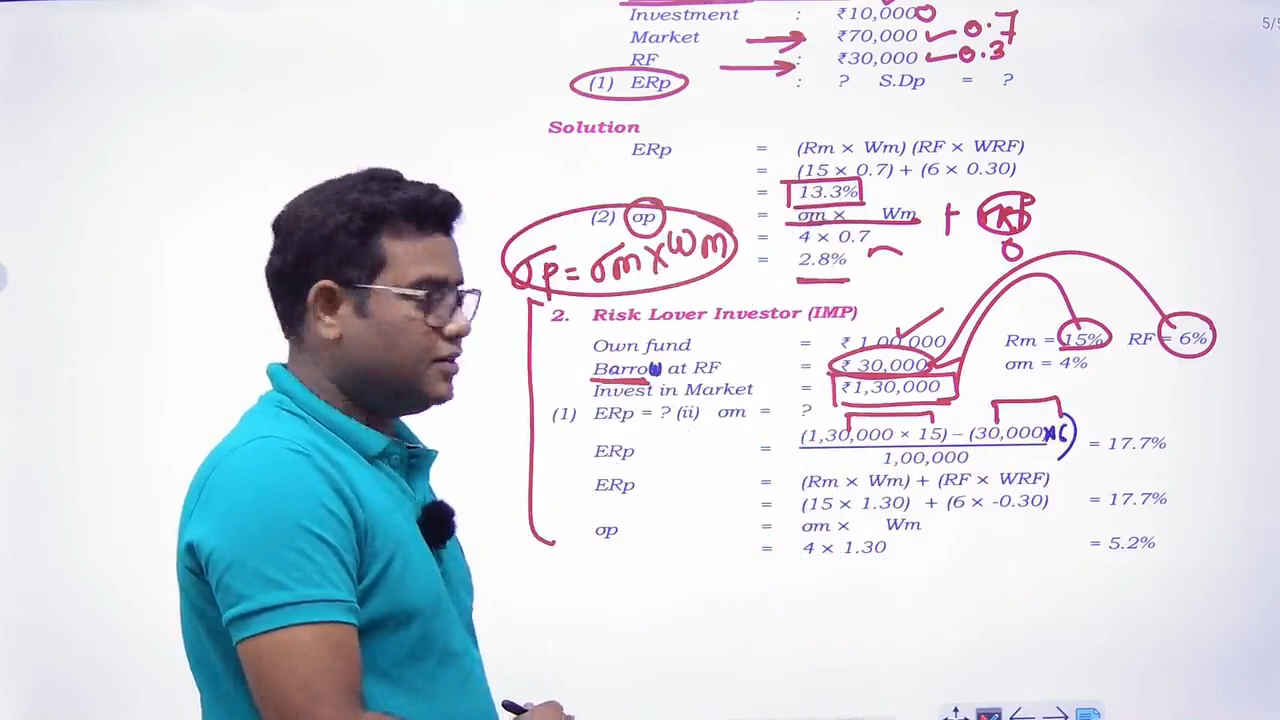 Investment : ₹10,0000
Market : ₹70,000 0.7
RF : ₹30,000 0.3
(1) ERp : ? S.Dp = ?
5/5
Solution
ERp = (Rm × Wm) (RF × WRF)
= (15 × 0.7) + (6 × 0.30)
= 13.3%
(2) σp = σm × Wm +
0
= 4 × 0.7
σp = σm × Wm
= 2.8%
2. Risk Lover Investor (IMP)
Own fund = ₹ 1,00,000 Rm = 15% RF = 6%
Barrow at RF = ₹ 30,000 σm = 4%
Invest in Market = ₹1,30,000
(1) ERp = ? (ii) σm = ?
ERp = (1,30,000 × 15) – (30,000×6) = 17.7%
1,00,000
ERp = (Rm × Wm) + (RF × WRF)
= (15 × 1.30) + (6 × -0.30) = 17.7%
σp = σm × Wm
= 4 × 1.30 = 5.2%